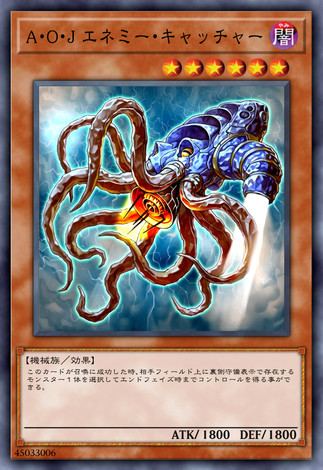 A・O・J エネミー・キャッチャー
闇
やみ
【機械族／効果】
このカードが召喚に成功した時、相手フィールド上に裏側守備表示で存在する
モンスター１体を選択してエンドフェイズ時までコントロールを得る事がで
きる。
ATK/ 1800 DEF/ 1800
45033006